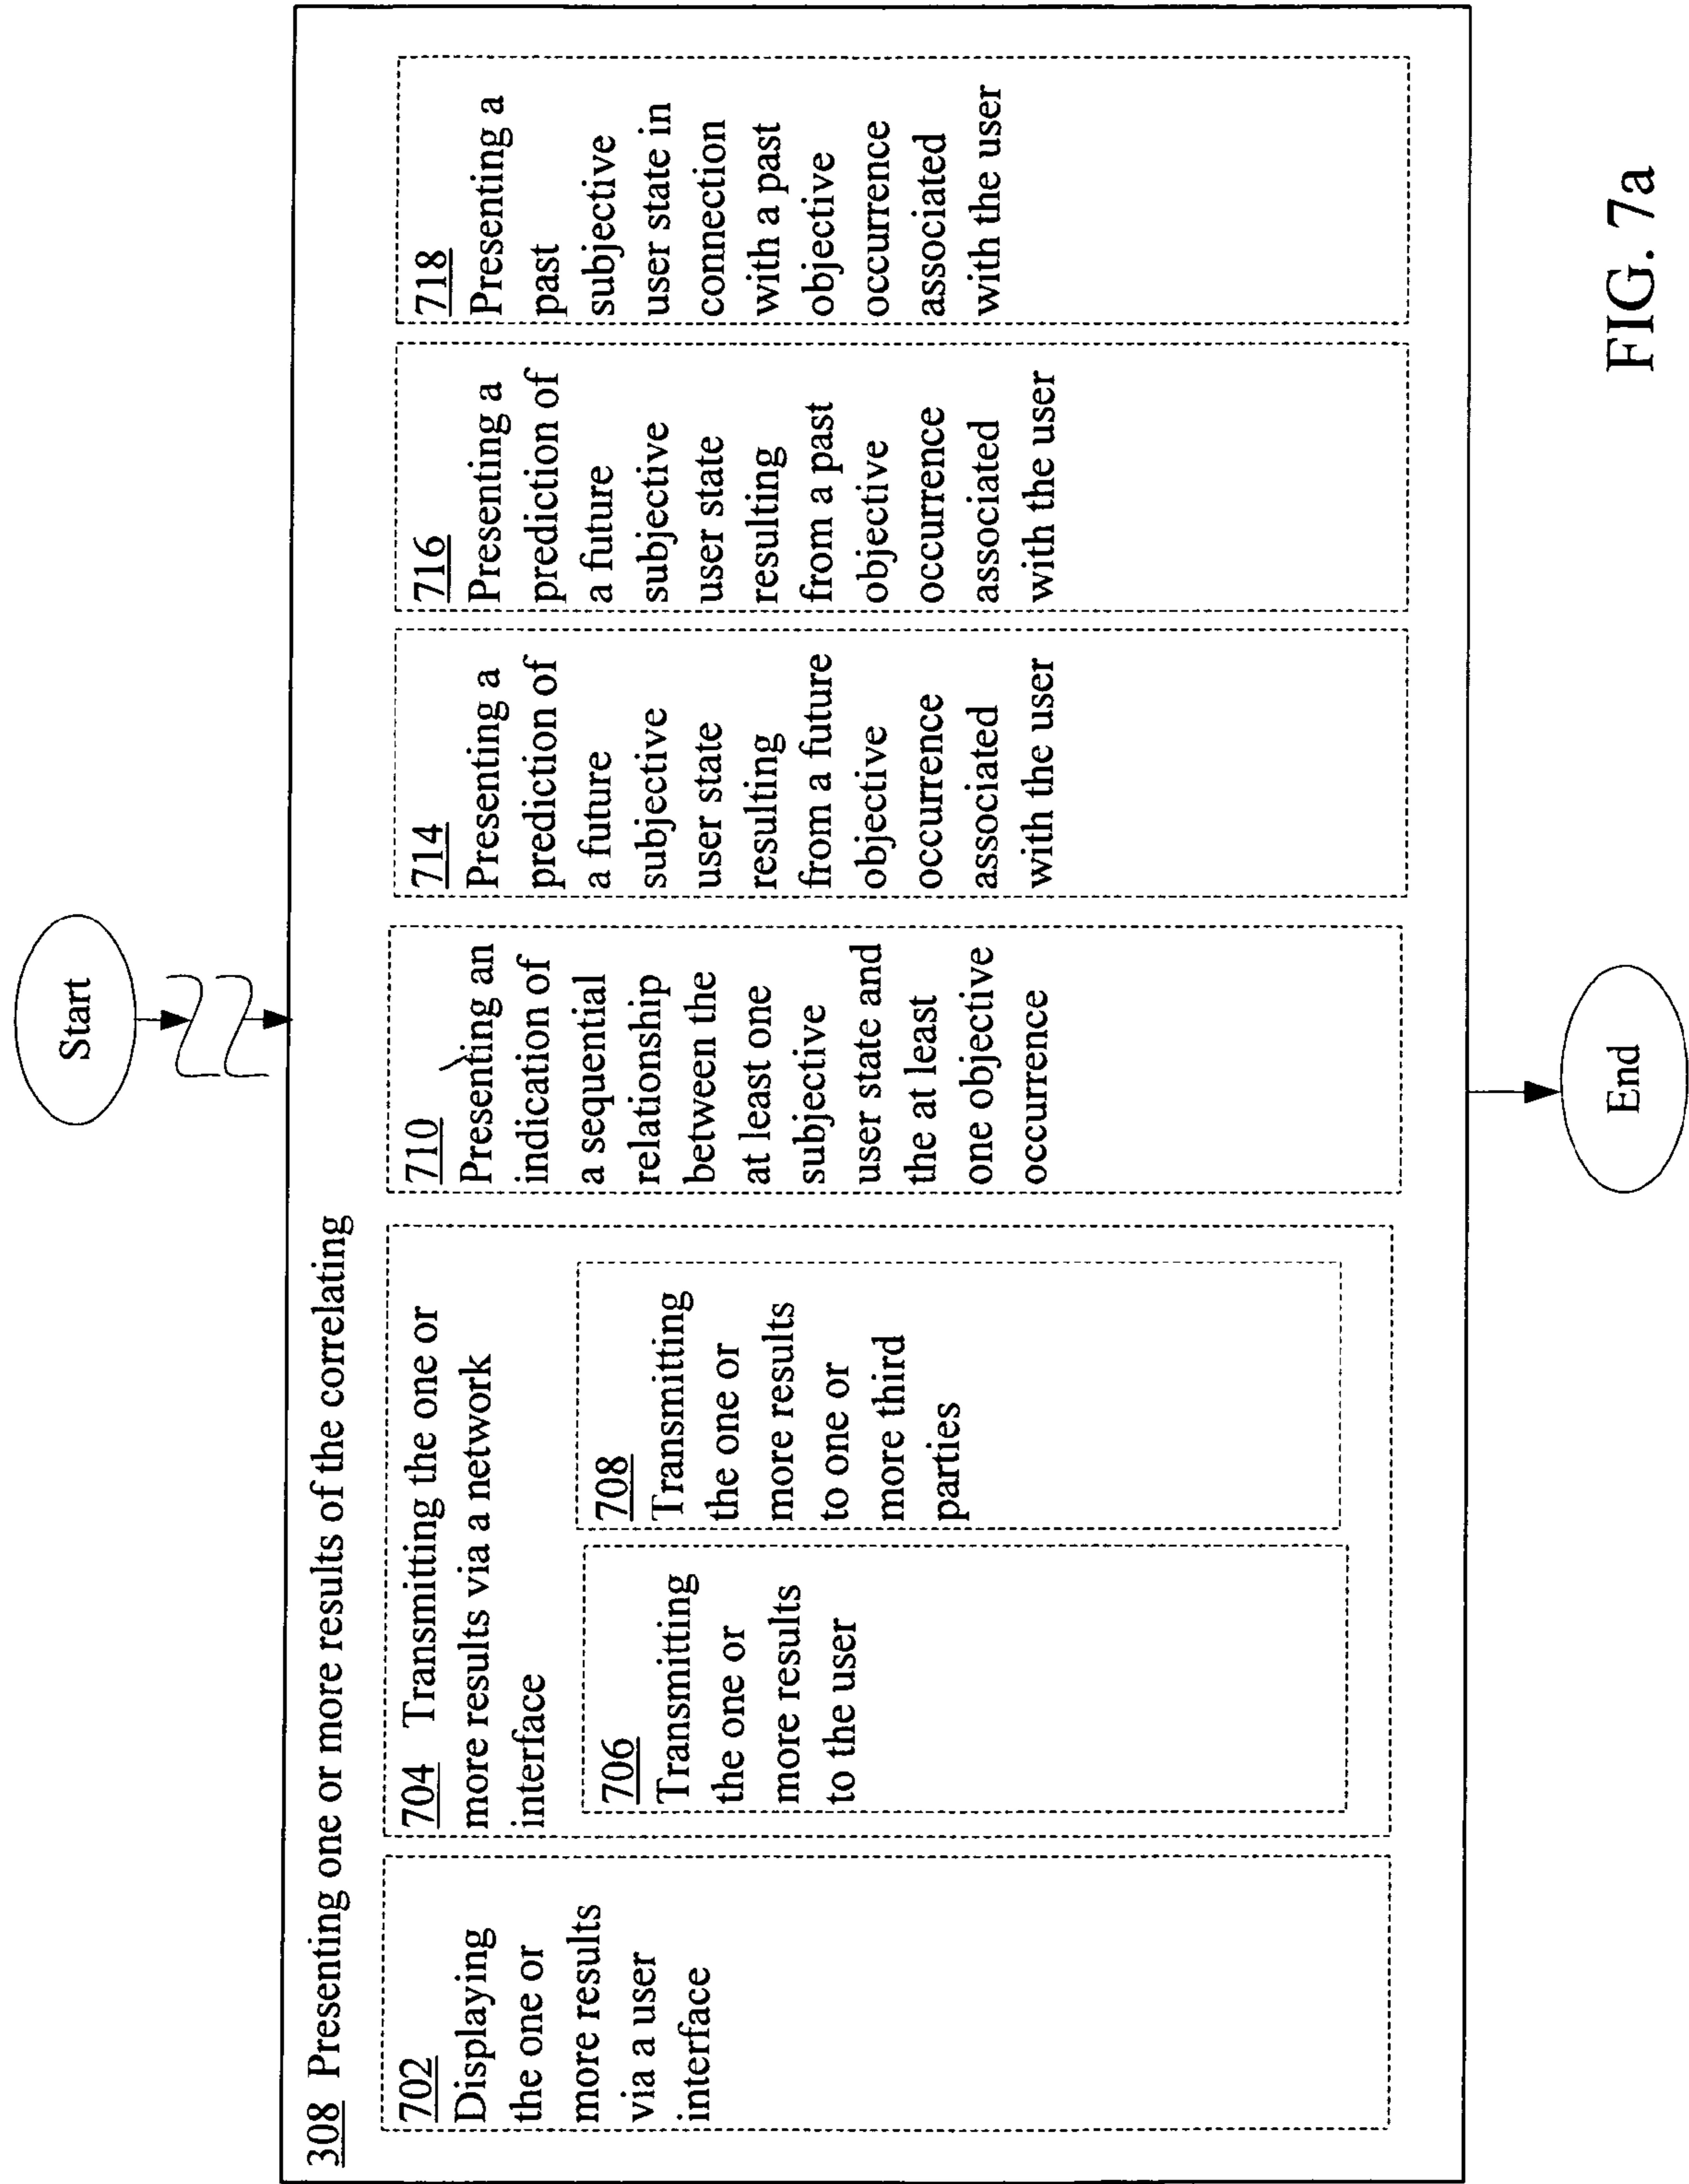 Start
308 Presenting one or more results of the correlating
702
Displaying
the one or
more results
via a user
interface
704 Transmitting the one or
more results via a network
interface
706
Transmitting
the one or
more results
to the user
708
Transmitting
the one or
more results
to one or
more third
parties
710
Presenting an
indication of
a sequential
relationship
between the
at least one
subjective
user state and
the at least
one objective
occurrence
714
Presenting a
prediction of
a future
subjective
user state
resulting
from a future
objective
occurrence
associated
with the user
716
Presenting a
prediction of
a future
subjective
user state
resulting
from a past
objective
occurrence
associated
with the user
718
Presenting a
past
subjective
user state in
connection
with a past
objective
occurrence
associated
with the user
End
FIG. 7a